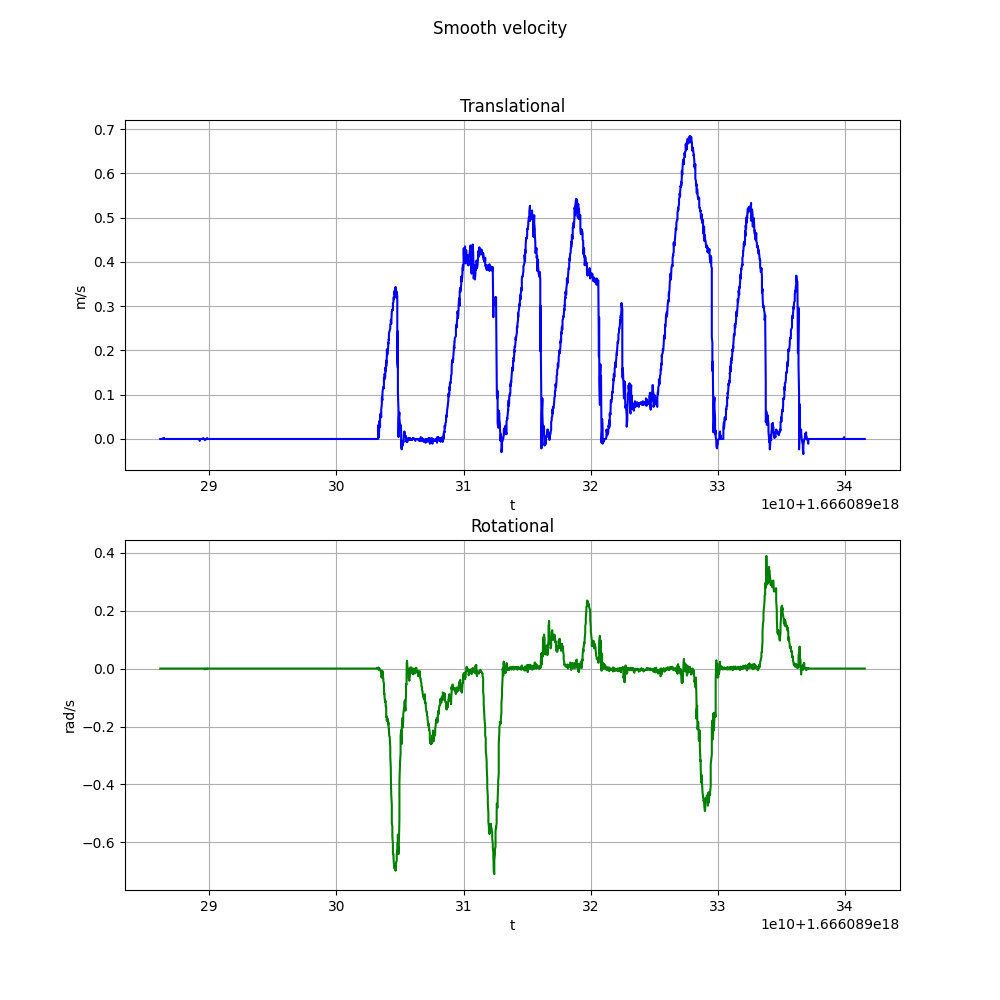 Smooth velocity
Translational
0.7
0.6
0.5
0.4
0.3
0.2
0.1
0.0
m/s
29 30 31 32 33 34
t
1e10+1.666089e18
Rotational
0.4
0.2
0.0
−0.2
−0.4
−0.6
rad/s
29 30 31 32 33 34
t
1e10+1.666089e18